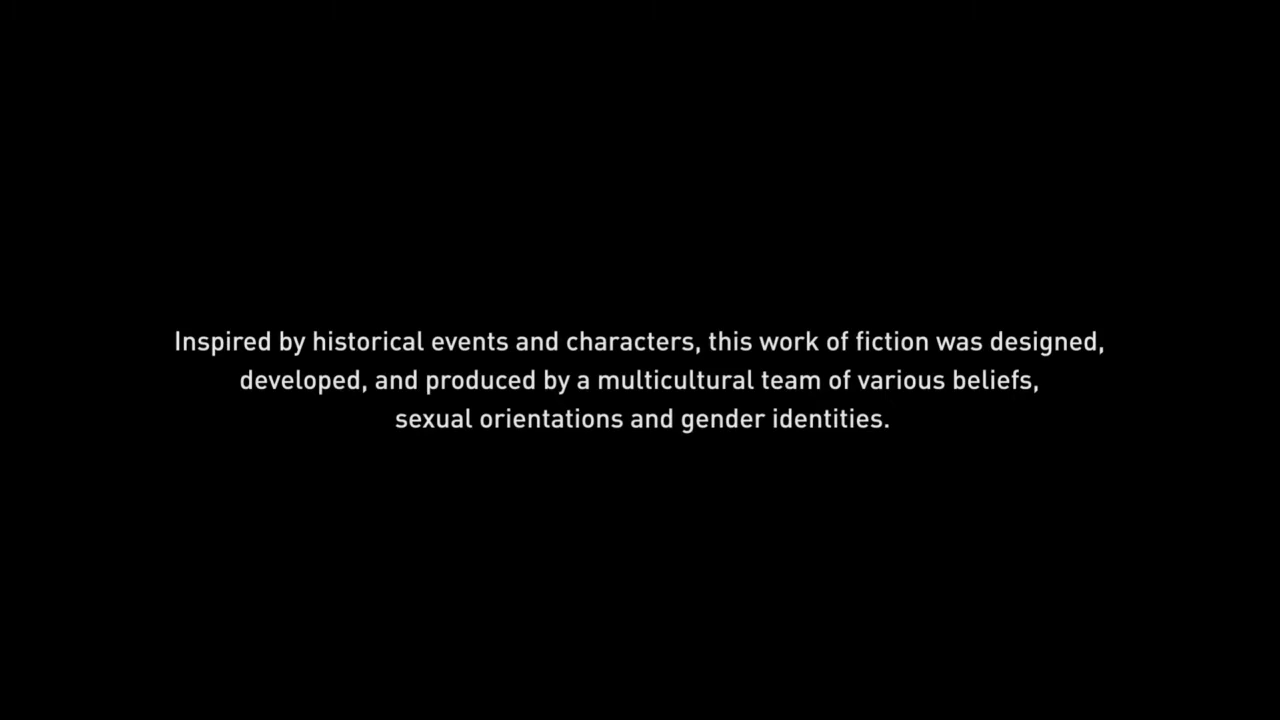 Inspired by historical events and characters, this work of fiction was designed,
developed, and produced by a multicultural team of various beliefs,
sexual orientations and gender identities.